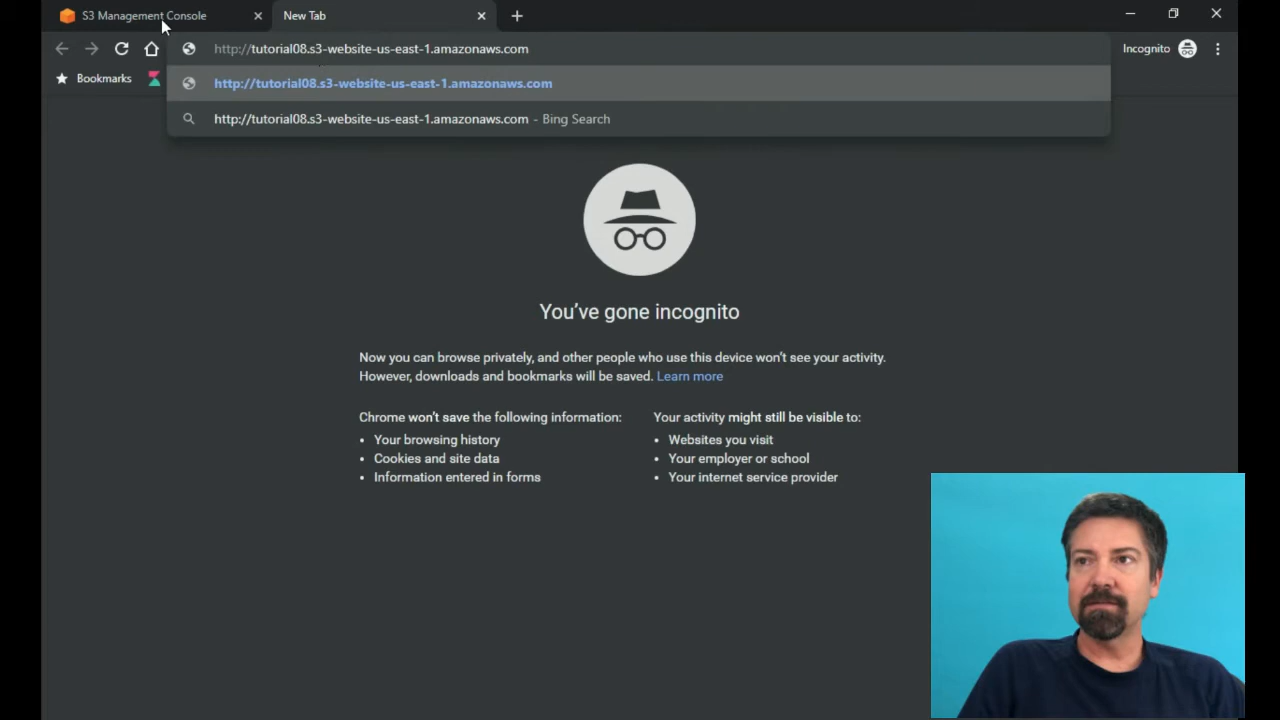 S3 Management Console
New Tab
http://tutorial08.s3-website-us-east-1.amazonaws.com
Incognito
Bookmarks
http://tutorial08.s3-website-us-east-1.amazonaws.com
http://tutorial08.s3-website-us-east-1.amazonaws.com - Bing Search
You've gone incognito
Now you can browse privately, and other people who use this device won't see your activity.
However, downloads and bookmarks will be saved. Learn more
Chrome won't save the following information:
• Your browsing history
• Cookies and site data
• Information entered in forms
Your activity might still be visible to:
• Websites you visit
• Your employer or school
• Your internet service provider